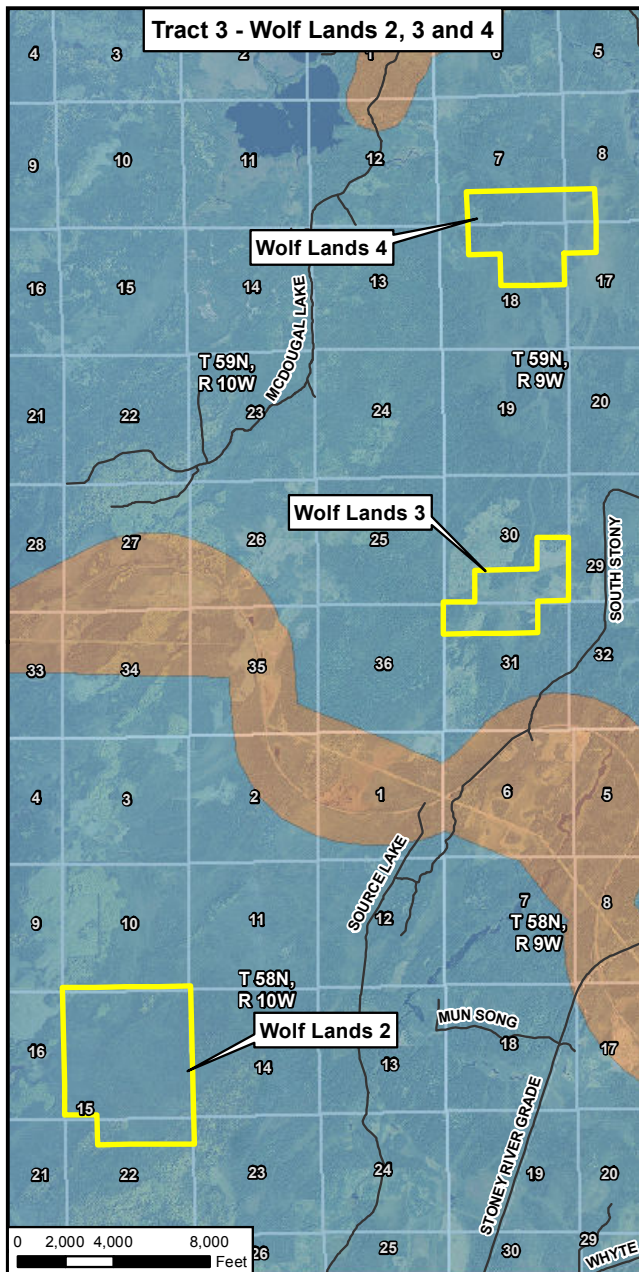 Tract 3 - Wolf Lands 2, 3 and 4
4 3 2 1 6 5
9 10 11 12 7 8
Wolf Lands 4
16 15 14 13 18 17
MCDOUGAL LAKE
T 59N,
R 10W
T 59N,
R 9W
21 22 23 24 19 20
Wolf Lands 3
28 27 26 25 30 29
SOUTH STONY
33 34 35 36 31 32
4 3 2 1 6 5
SOURCE LAKE
9 10 11 12 7 8
T 58N,
R 9W
T 58N,
R 10W
MUN SONG
Wolf Lands 2
16 15 14 13 18 17
STONEY RIVER GRADE
21 22 23 24 19 20
26 25 30 29
WHYTE
0 2,000 4,000 8,000
Feet